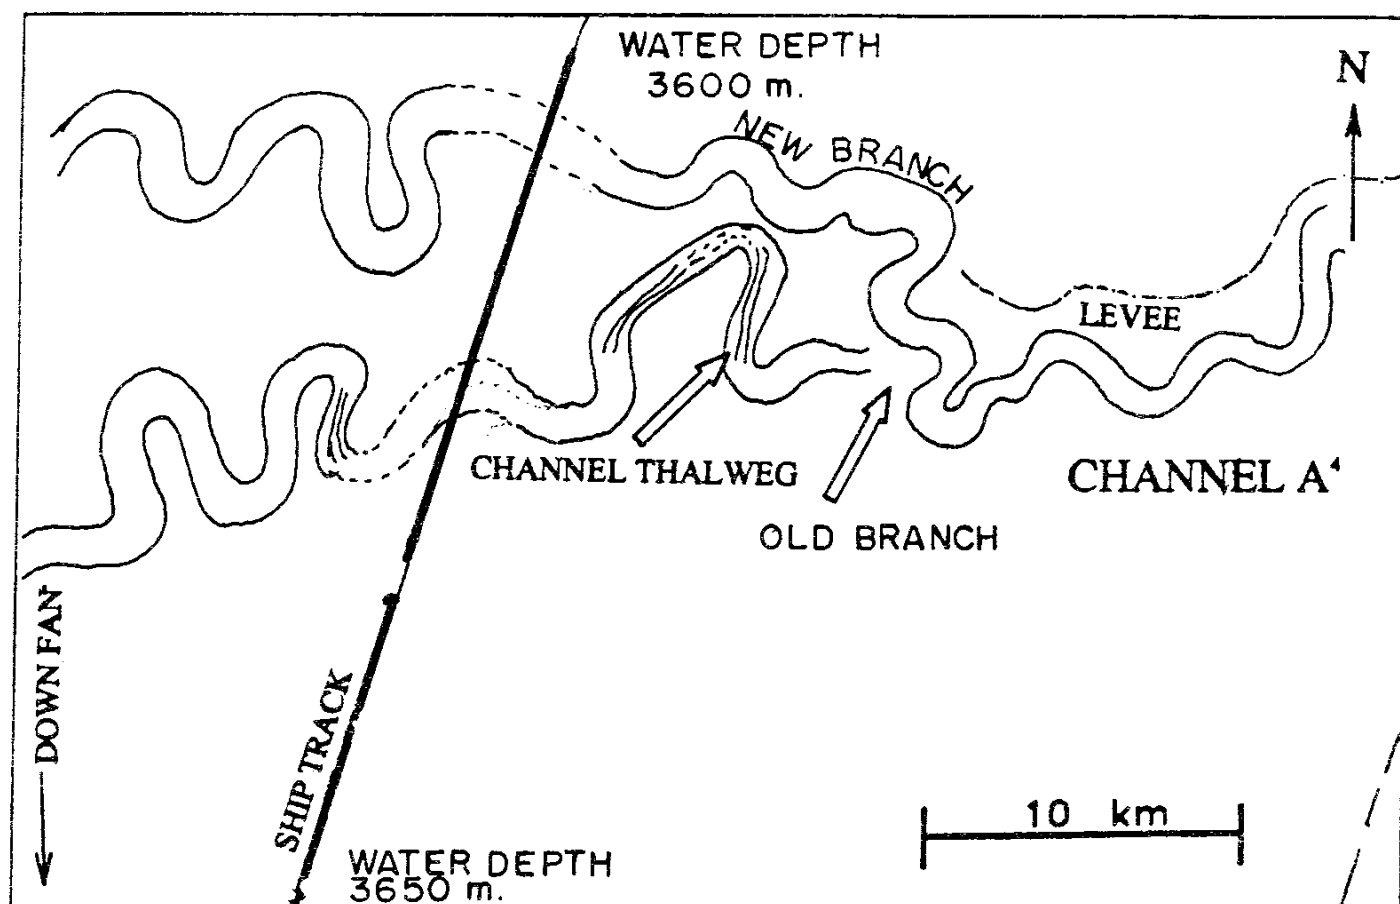 WATER DEPTH
3600 m.
N
NEW BRANCH
LEVEE
CHANNEL THALWEG
CHANNEL A⁴
OLD BRANCH
DOWN FAN
SHIP TRACK
10 km
WATER DEPTH
3650 m.